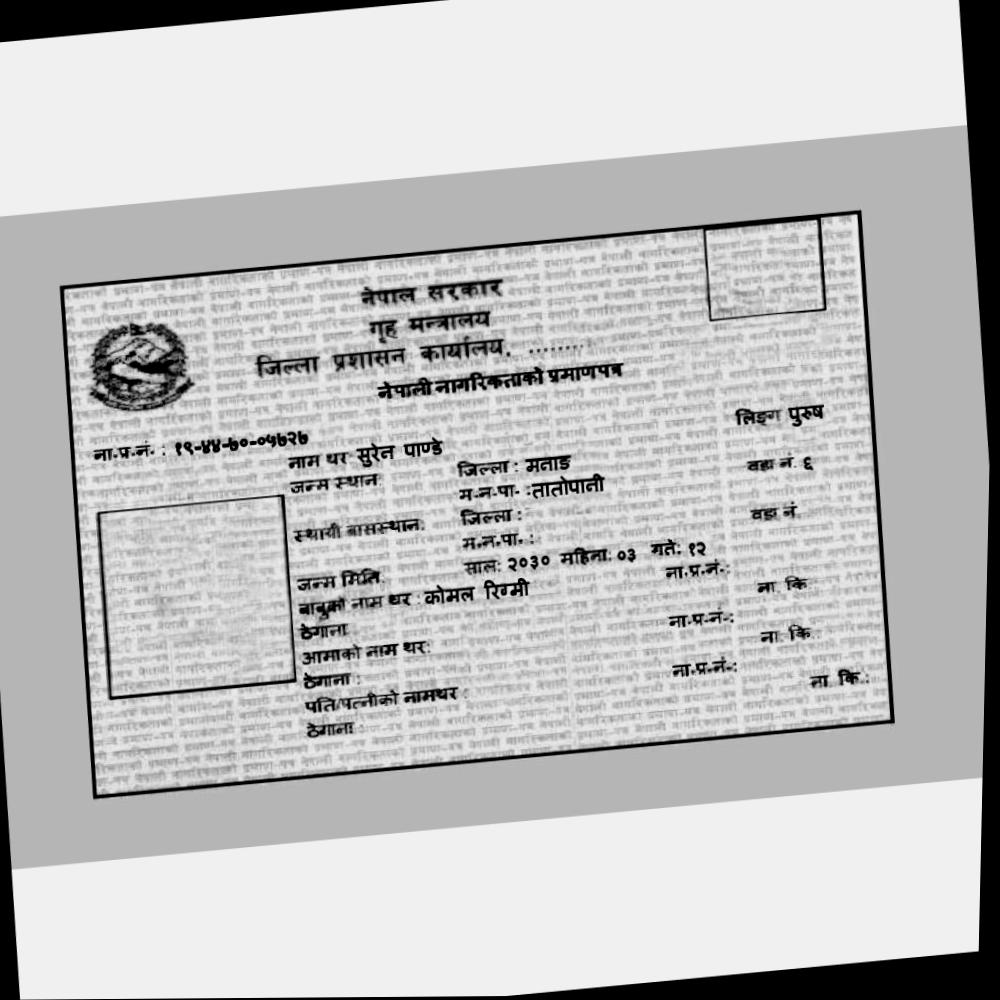 नेपाल सरकार
गृह मन्त्रालय
जिल्ला प्रशासन कार्यालय. ........
नेपाली नागरिकताको प्रमाणपत्र
लिङ्ग पुरुष
ना.प्र.नं. : १९-४४-७०-०५७२७
नाम थर सुरेन पाण्डे
जन्म स्थान: जिल्ला : मनाङ वडा नं. ६
म.न.पा. :तातोपानी
स्थायी बासस्थान: जिल्ला : वडा नं.
म.न.पा. :
जन्म मिति: साल: २०३० महिना: ०३ गते: १२
बाबुको नाम थर : कोमल रिग्मी ना.प्र.नं.:
ठेगाना ना. कि.:
आमाको नाम थर: ना.प्र.नं.:
ठेगाना : ना. कि.:
पति/पत्नीको नामथर : ना.प्र.नं.:
ठेगाना ना. कि.: